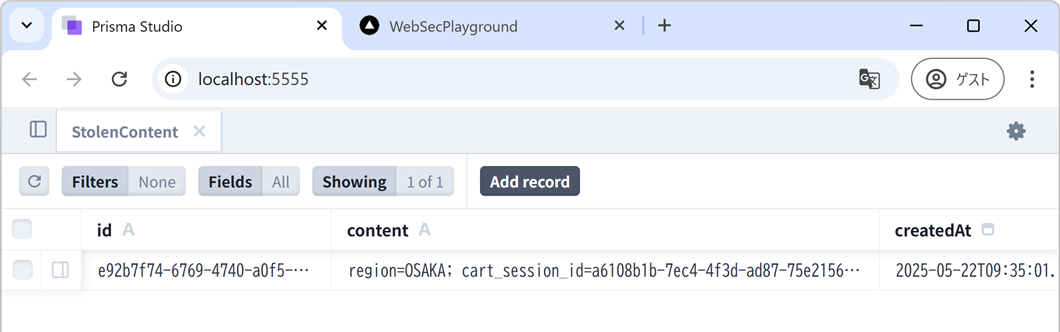 Prisma Studio
WebSecPlayground
localhost:5555
ゲスト
StolenContent
Filters None Fields All Showing 1 of 1 Add record
id A content A createdAt
e92b7f74-6769-4740-a0f5-… region=OSAKA; cart_session_id=a6108b1b-7ec4-4f3d-ad87-75e2156… 2025-05-22T09:35:01.